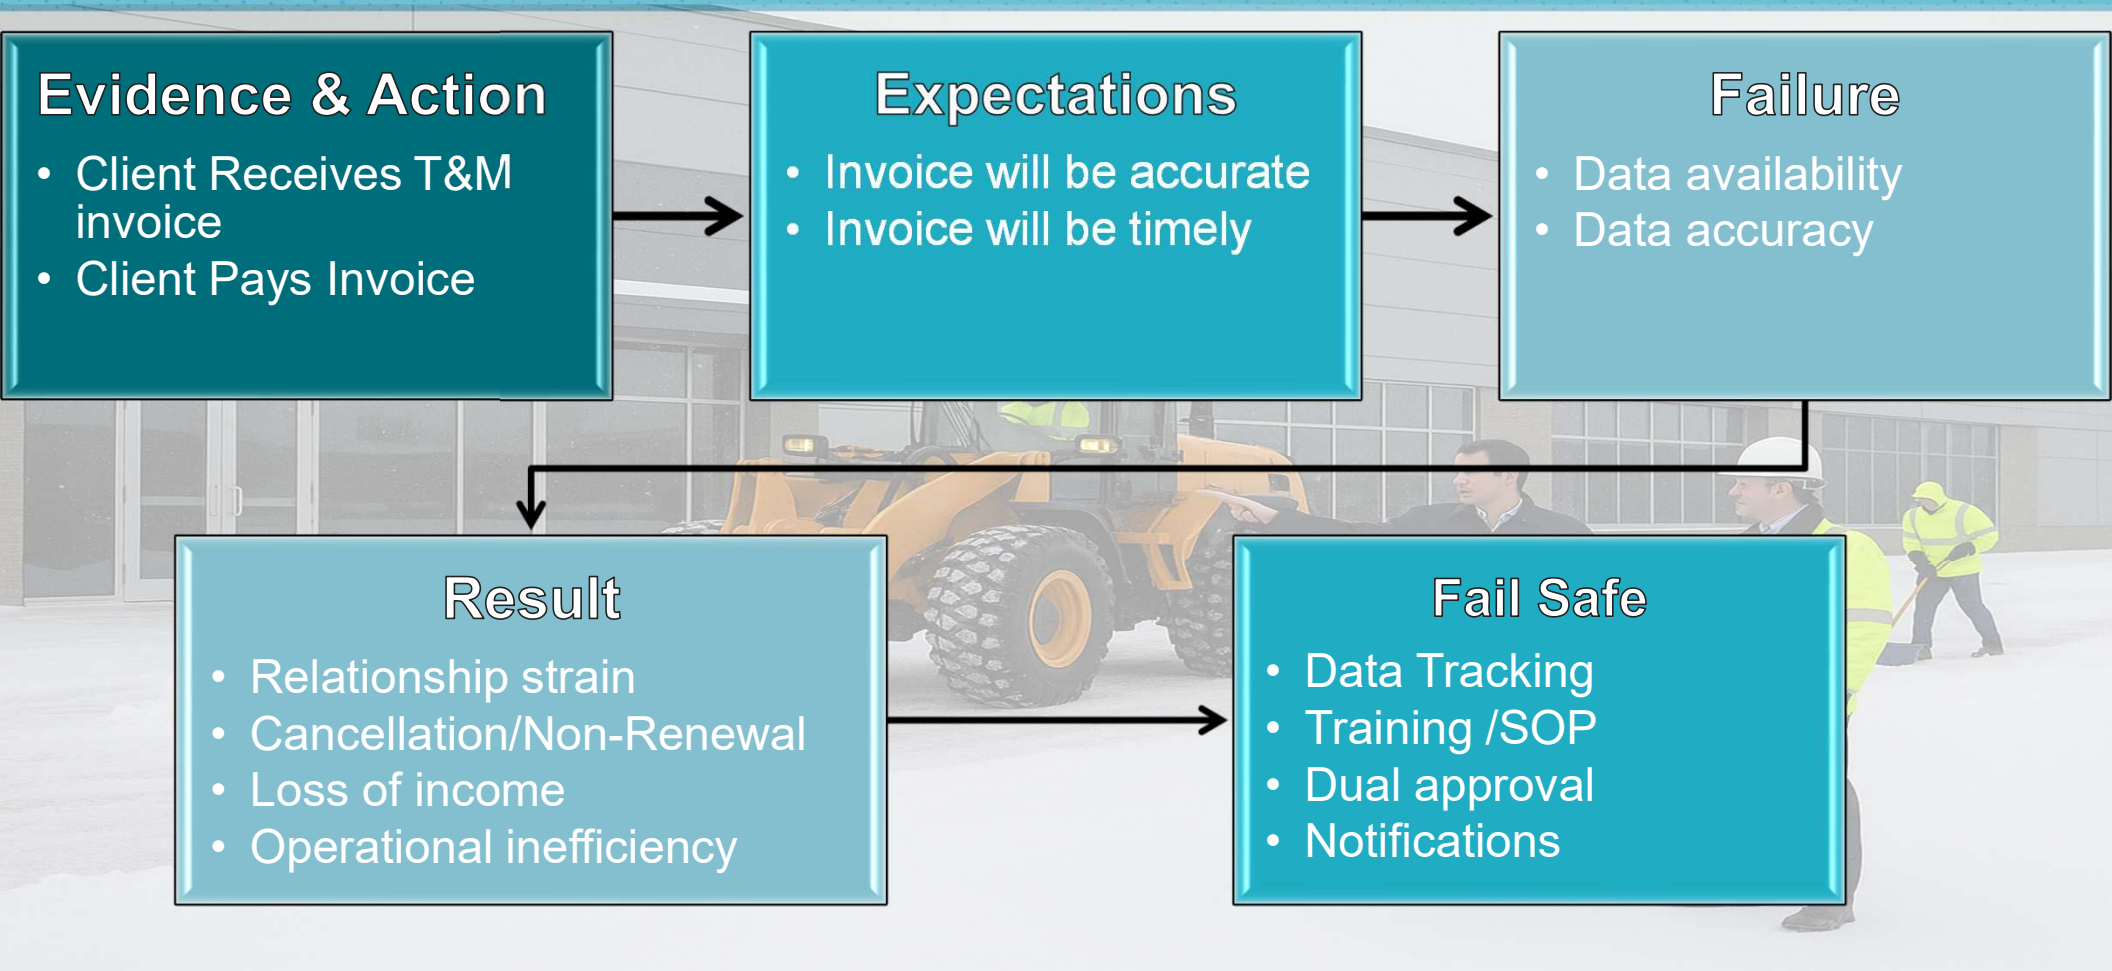 Evidence & Action
• Client Receives T&M
invoice
• Client Pays Invoice
Expectations
• Invoice will be accurate
• Invoice will be timely
Failure
• Data availability
• Data accuracy
Result
• Relationship strain
• Cancellation/Non-Renewal
• Loss of income
• Operational inefficiency
Fail Safe
• Data Tracking
• Training /SOP
• Dual approval
• Notifications